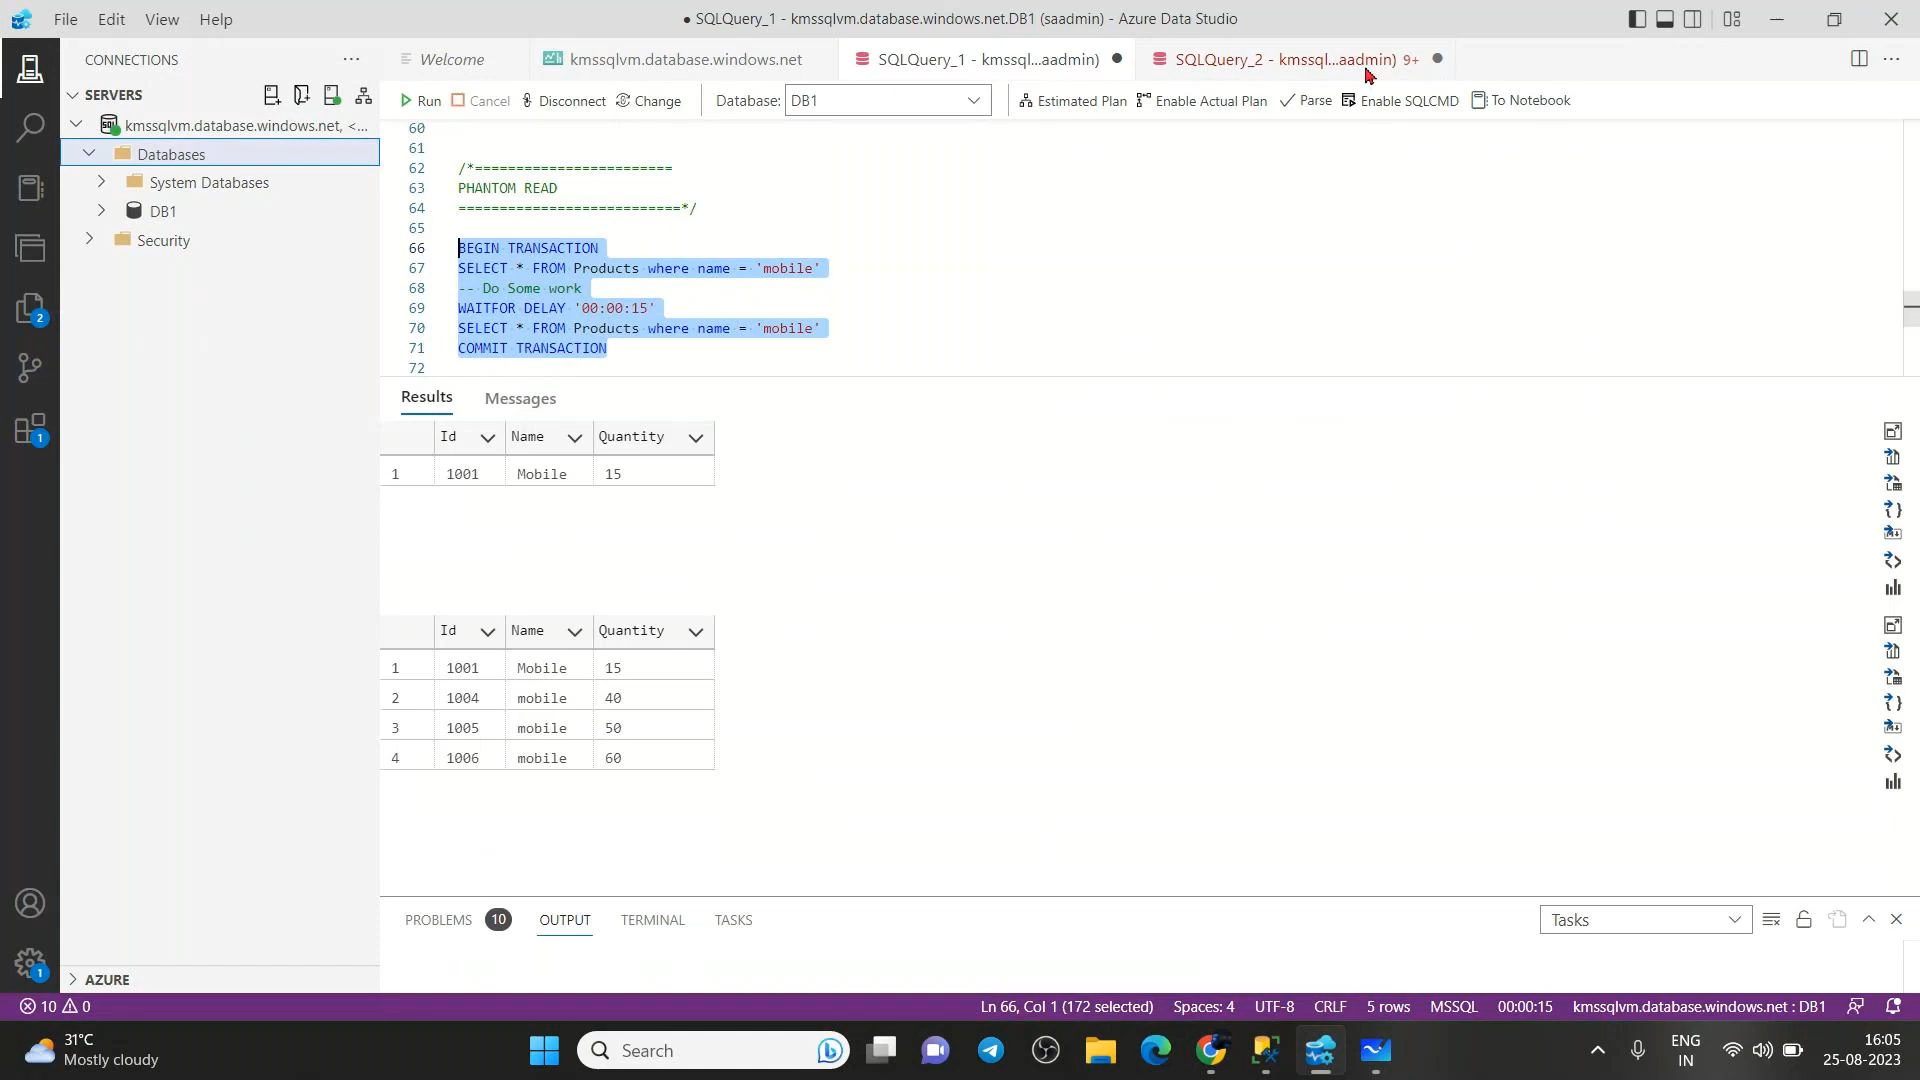 File Edit View Help
● SQLQuery_1 - kmssqlvm.database.windows.net.DB1 (saadmin) - Azure Data Studio
CONNECTIONS
Welcome
kmssqlvm.database.windows.net
SQLQuery_1 - kmssql...aadmin)
SQLQuery_2 - kmssql...aadmin) 9+
SERVERS
kmssqlvm.database.windows.net, <...
Databases
System Databases
DB1
Security
Run Cancel Disconnect Change Database: DB1 Estimated Plan Enable Actual Plan Parse Enable SQLCMD To Notebook
60
61
62 /*========================
63 PHANTOM READ
64 ===========================*/
65
66 BEGIN TRANSACTION
67 SELECT * FROM Products where name = 'mobile'
68 -- Do Some work
69 WAITFOR DELAY '00:00:15'
70 SELECT * FROM Products where name = 'mobile'
71 COMMIT TRANSACTION
72
Results Messages
Id Name Quantity
1 1001 Mobile 15
Id Name Quantity
1 1001 Mobile 15
2 1004 mobile 40
3 1005 mobile 50
4 1006 mobile 60
2
1
1
AZURE
PROBLEMS 10 OUTPUT TERMINAL TASKS
Tasks
10 0
Ln 66, Col 1 (172 selected) Spaces: 4 UTF-8 CRLF 5 rows MSSQL 00:00:15 kmssqlvm.database.windows.net : DB1
31°C
Mostly cloudy
Search
ENG
IN
16:05
25-08-2023